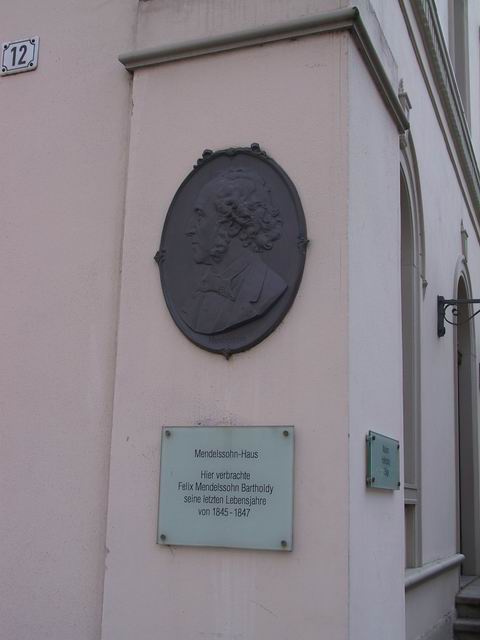 12
Mendelssohn-Haus
Hier verbrachte
Felix Mendelssohn Bartholdy
seine letzten Lebensjahre
von 1845-1847